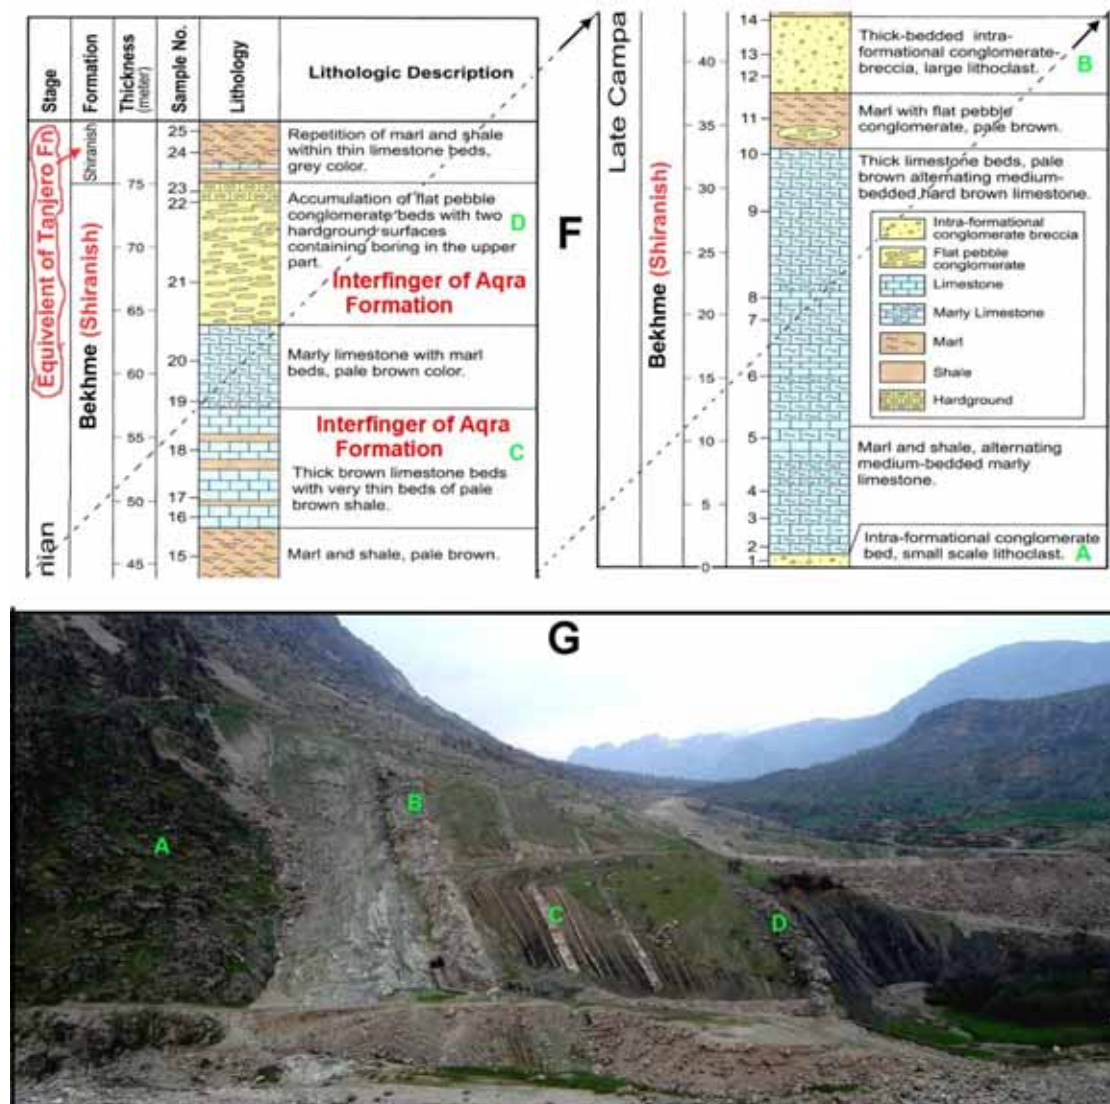 Stage
Formation
Thickness
(meter)
Sample No.
Lithology
Lithologic Description
Equivelent of Tanjero Fn
Shiranish
Bekhme (Shiranish)
75
70
65
60
55
50
45
25
24
23
22
21
20
19
18
17
16
15
Repetition of marl and shale
within thin limestone beds,
grey color.
Accumulation of flat pebble
conglomerate beds with two
hardground surfaces
containing boring in the upper
part.
D
Interfinger of Aqra
Formation
Marly limestone with marl
beds, pale brown color.
Interfinger of Aqra
Formation
C
Thick brown limestone beds
with very thin beds of pale
brown shale.
Marl and shale, pale brown.
F
Late Campa
Bekhme (Shiranish)
40
35
30
25
20
15
10
5
0
14
13
12
11
10
9
8
7
6
5
4
3
2
1
Thick-bedded intra-
formational conglomerate-
breccia, large lithoclast.
B
Marl with flat pebble
conglomerate, pale brown.
Thick limestone beds, pale
brown alternating medium-
bedded hard brown limestone.
Intra-formational
conglomerate breccia
Flat pebble
conglomerate
Limestone
Marly Limestone
Marl
Shale
Hardground
Marl and shale, alternating
medium-bedded marly
limestone.
Intra-formational conglomerate
bed, small scale lithoclast.
A
G
A
B
C
D